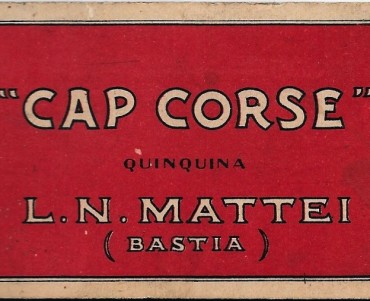 "CAP CORSE"
QUINQUINA
L. N. MATTEI
( BASTIA )